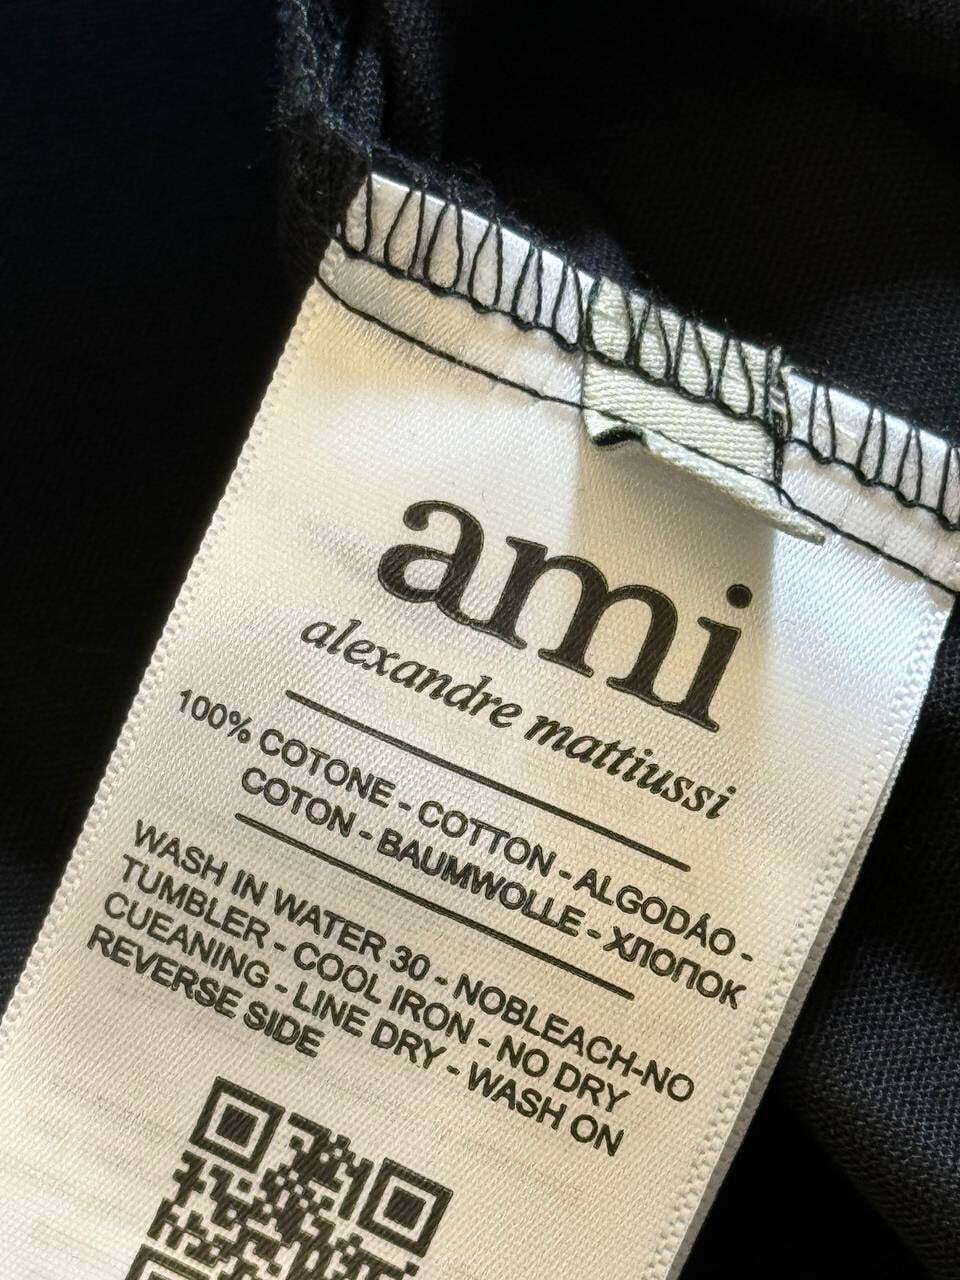 ami
alexandre mattiussi
100% COTONE - COTTON - ALGODÁO -
COTON - BAUMWOLLE - ХЛОПОК
WASH IN WATER 30 - NOBLEACH-NO
TUMBLER - COOL IRON - NO DRY
CUEANING - LINE DRY - WASH ON
REVERSE SIDE